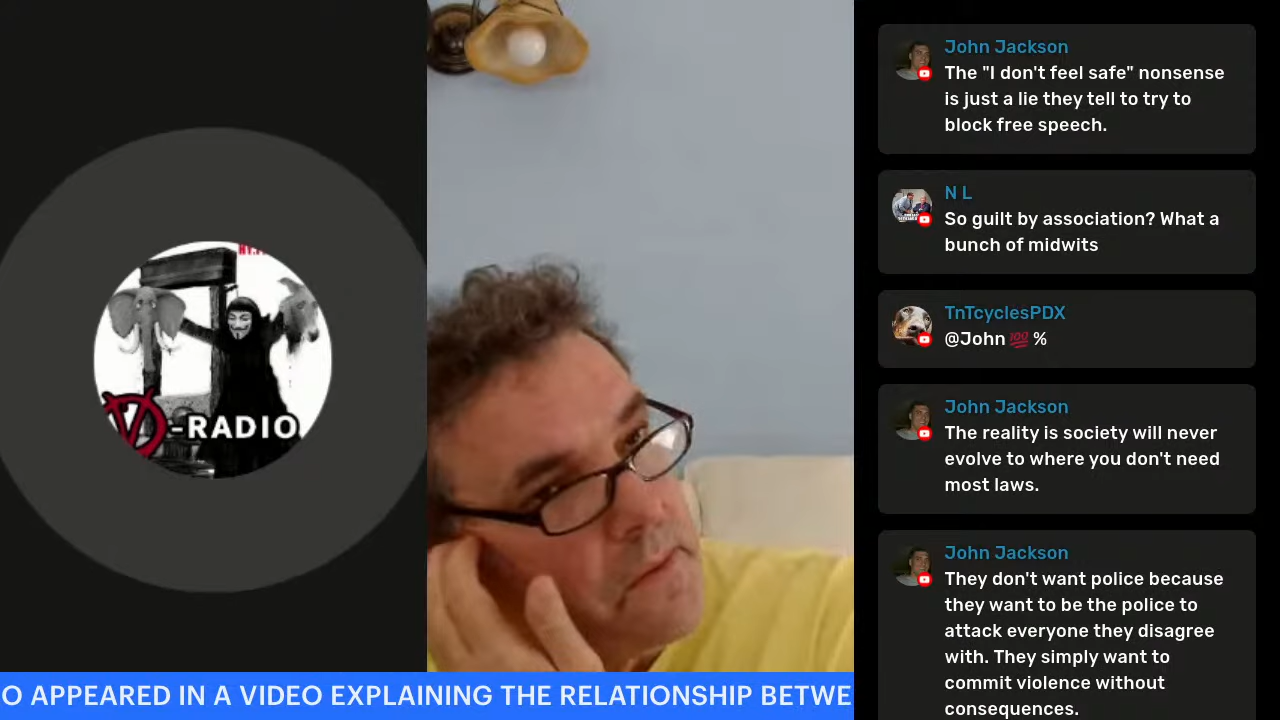 V-RADIO
O APPEARED IN A VIDEO EXPLAINING THE RELATIONSHIP BETWE
John Jackson
The "I don't feel safe" nonsense
is just a lie they tell to try to
block free speech.
N L
So guilt by association? What a
bunch of midwits
TnTcyclesPDX
@John 💯 %
John Jackson
The reality is society will never
evolve to where you don't need
most laws.
John Jackson
They don't want police because
they want to be the police to
attack everyone they disagree
with. They simply want to
commit violence without
consequences.